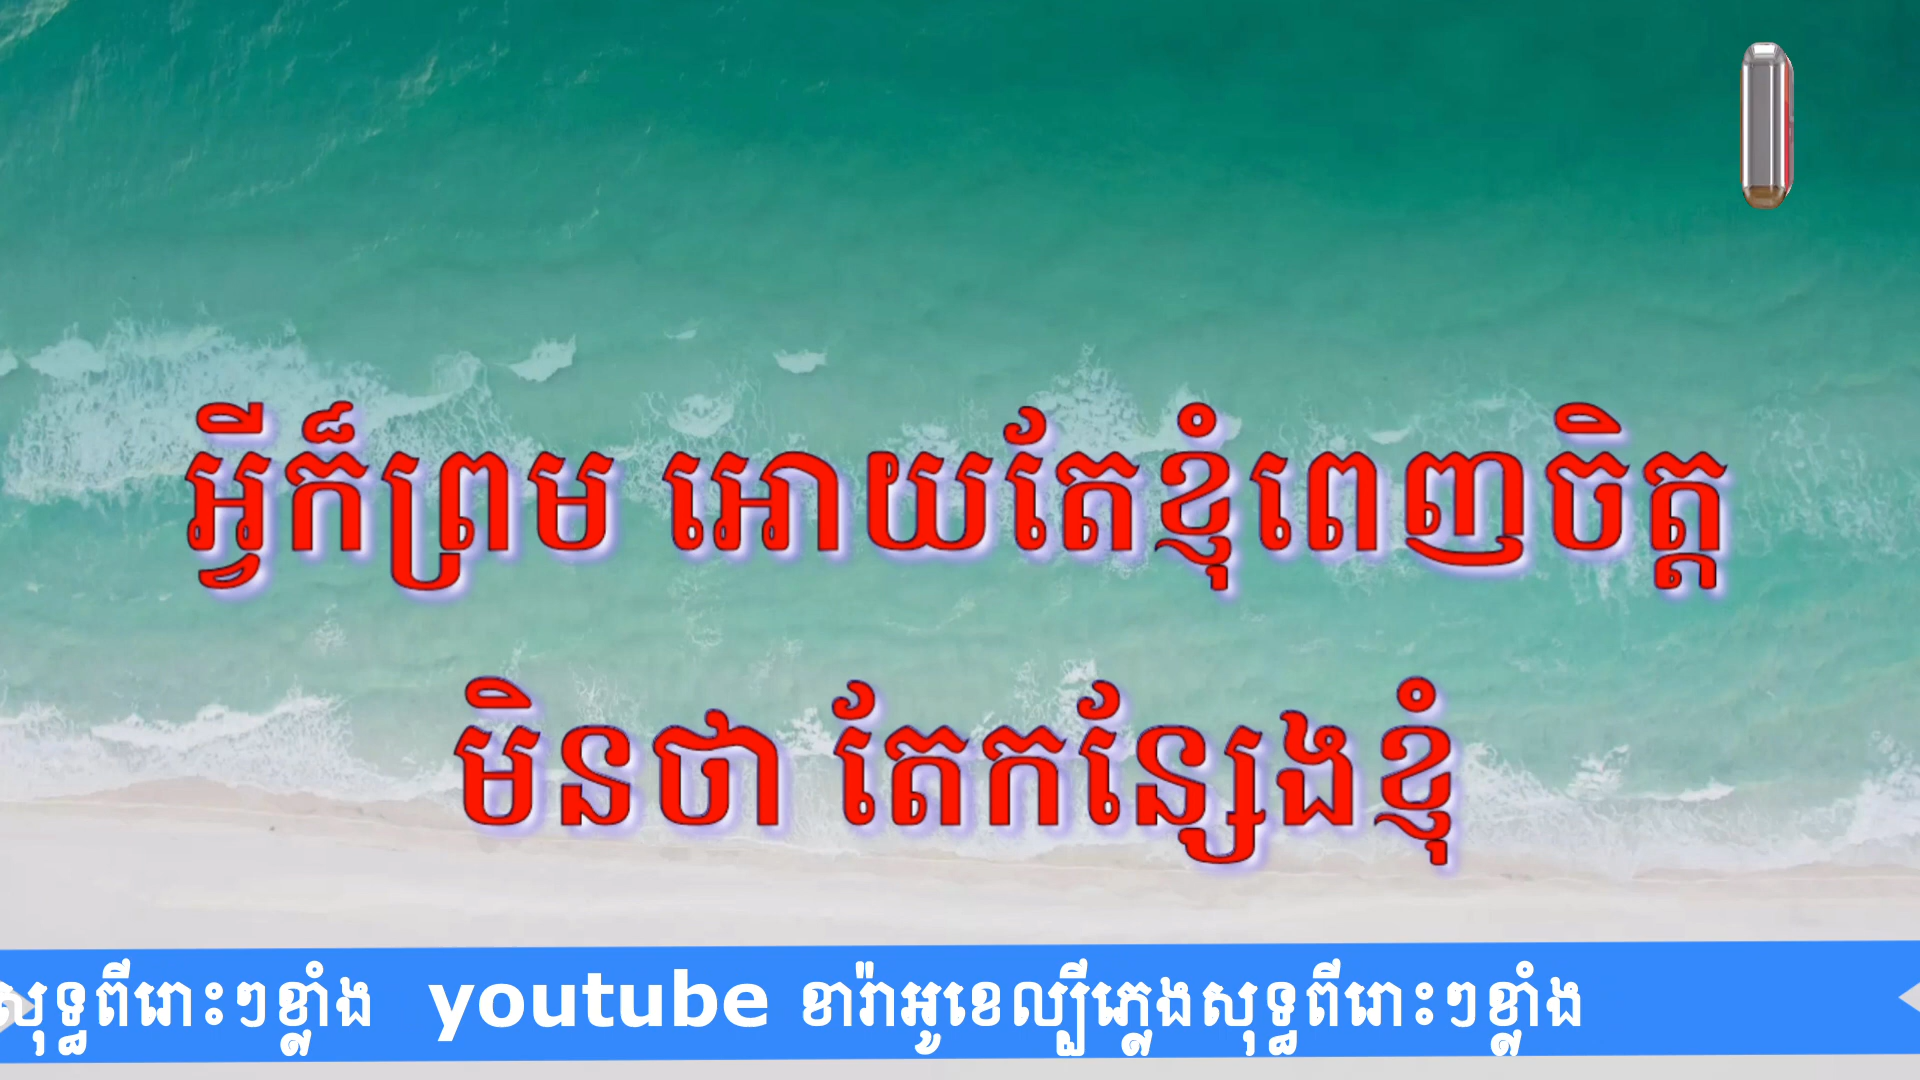 អ្វីក៏ព្រម អោយតែខ្ញុំពេញចិត្ត
មិនថា តែកន្សែងខ្ញុំ
សុទ្ធពីរោះៗខ្លាំង youtube ខារ៉ាអូខេល្បីភ្លេងសុទ្ធពីរោះៗខ្លាំង